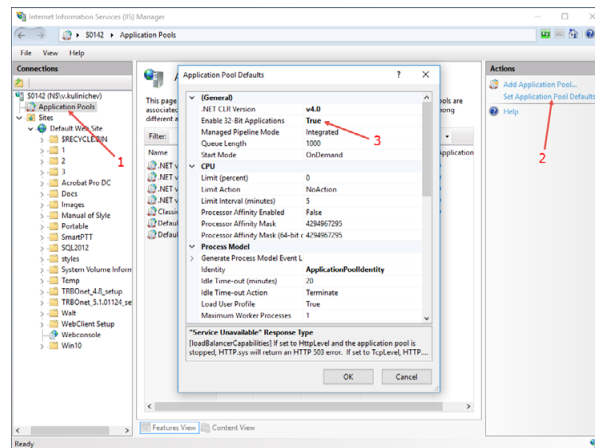 Internet Information Services (IIS) Manager
S0142
Application Pools
File View Help
Connections
S0142 (NS\v.kulinichev)
Application Pools
Sites
Default Web Site
$RECYCLE.BIN
1
2
3
Acrobat Pro DC
Docs
Images
Manual of Slyle
Portable
SmartPTT
SQL2012
styles
System Volume Inform
Temp
TRBOnet_4.8_setup
TRBOnet_5.1.01124_se
Walt
WebClient Setup
Webconsole
Win10
1
This page
associated
different a
ols are
ong
Filter:
Name
pplication
.NET v
.NET v
.NET v
.NET v
Classic
Defaul
Defaul
Application Pool Defaults
? X
(General)
.NET CLR Version v4.0
Enable 32-Bit Applications True
Managed Pipeline Mode Integrated
Queue Length 1000
Start Mode OnDemand
CPU
Limit (percent) 0
Limit Action NoAction
Limit Interval (minutes) 5
Processor Affinity Enabled False
Processor Affinity Mask 4294967295
Processor Affinity Mask (64-bit c 4294967295
Process Model
Generate Process Model Event L
Identity ApplicationPoolIdentity
Idle Time-out (minutes) 20
Idle Time-out Action Terminate
Load User Profile True
Maximum Worker Processes 1
3
"Service Unavailable" Response Type
[loadBalancerCapabilities] If set to HttpLevel and the application pool is
stopped, HTTP.sys will return an HTTP 503 error. If set to TcpLevel, HTTP....
OK Cancel
Features View Content View
Actions
Add Application Pool...
Set Application Pool Defaults
Help
2
Ready